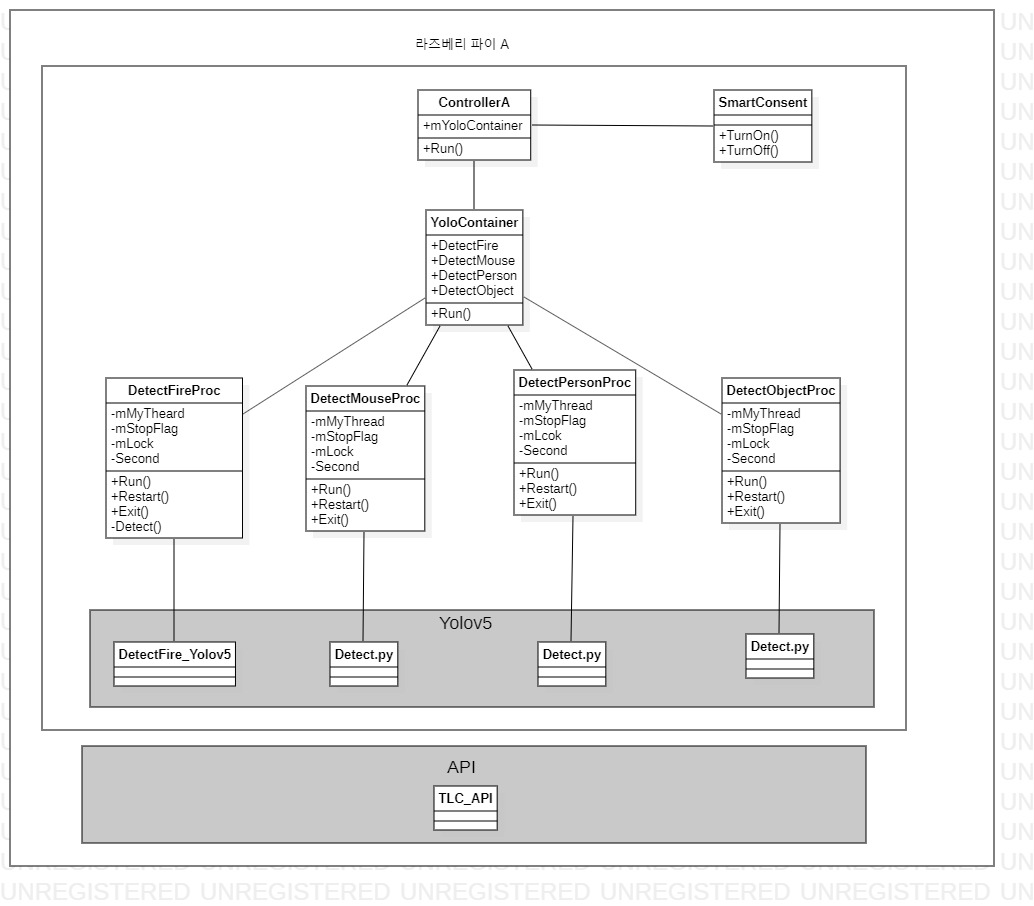 라즈베리 파이 A
ControllerA
+mYoloContainer
+Run()
SmartConsent
+TurnOn()
+TurnOff()
YoloContainer
+DetectFire
+DetectMouse
+DetectPerson
+DetectObject
+Run()
DetectFireProc
-mMyTheard
-mStopFlag
-mLock
-Second
+Run()
+Restart()
+Exit()
-Detect()
DetectMouseProc
-mMyThread
-mStopFlag
-mLock
-Second
+Run()
+Restart()
+Exit()
DetectPersonProc
-mMyThread
-mStopFlag
-mLcok
-Second
+Run()
+Restart()
+Exit()
DetectObjectProc
-mMyThread
-mStopFlag
-mLock
-Second
+Run()
+Restart()
+Exit()
Yolov5
DetectFire_Yolov5
Detect.py
Detect.py
Detect.py
API
TLC_API
UNREGISTERED UNREGISTERED UNREGISTERED UNREGISTERED UNREGISTERED UN